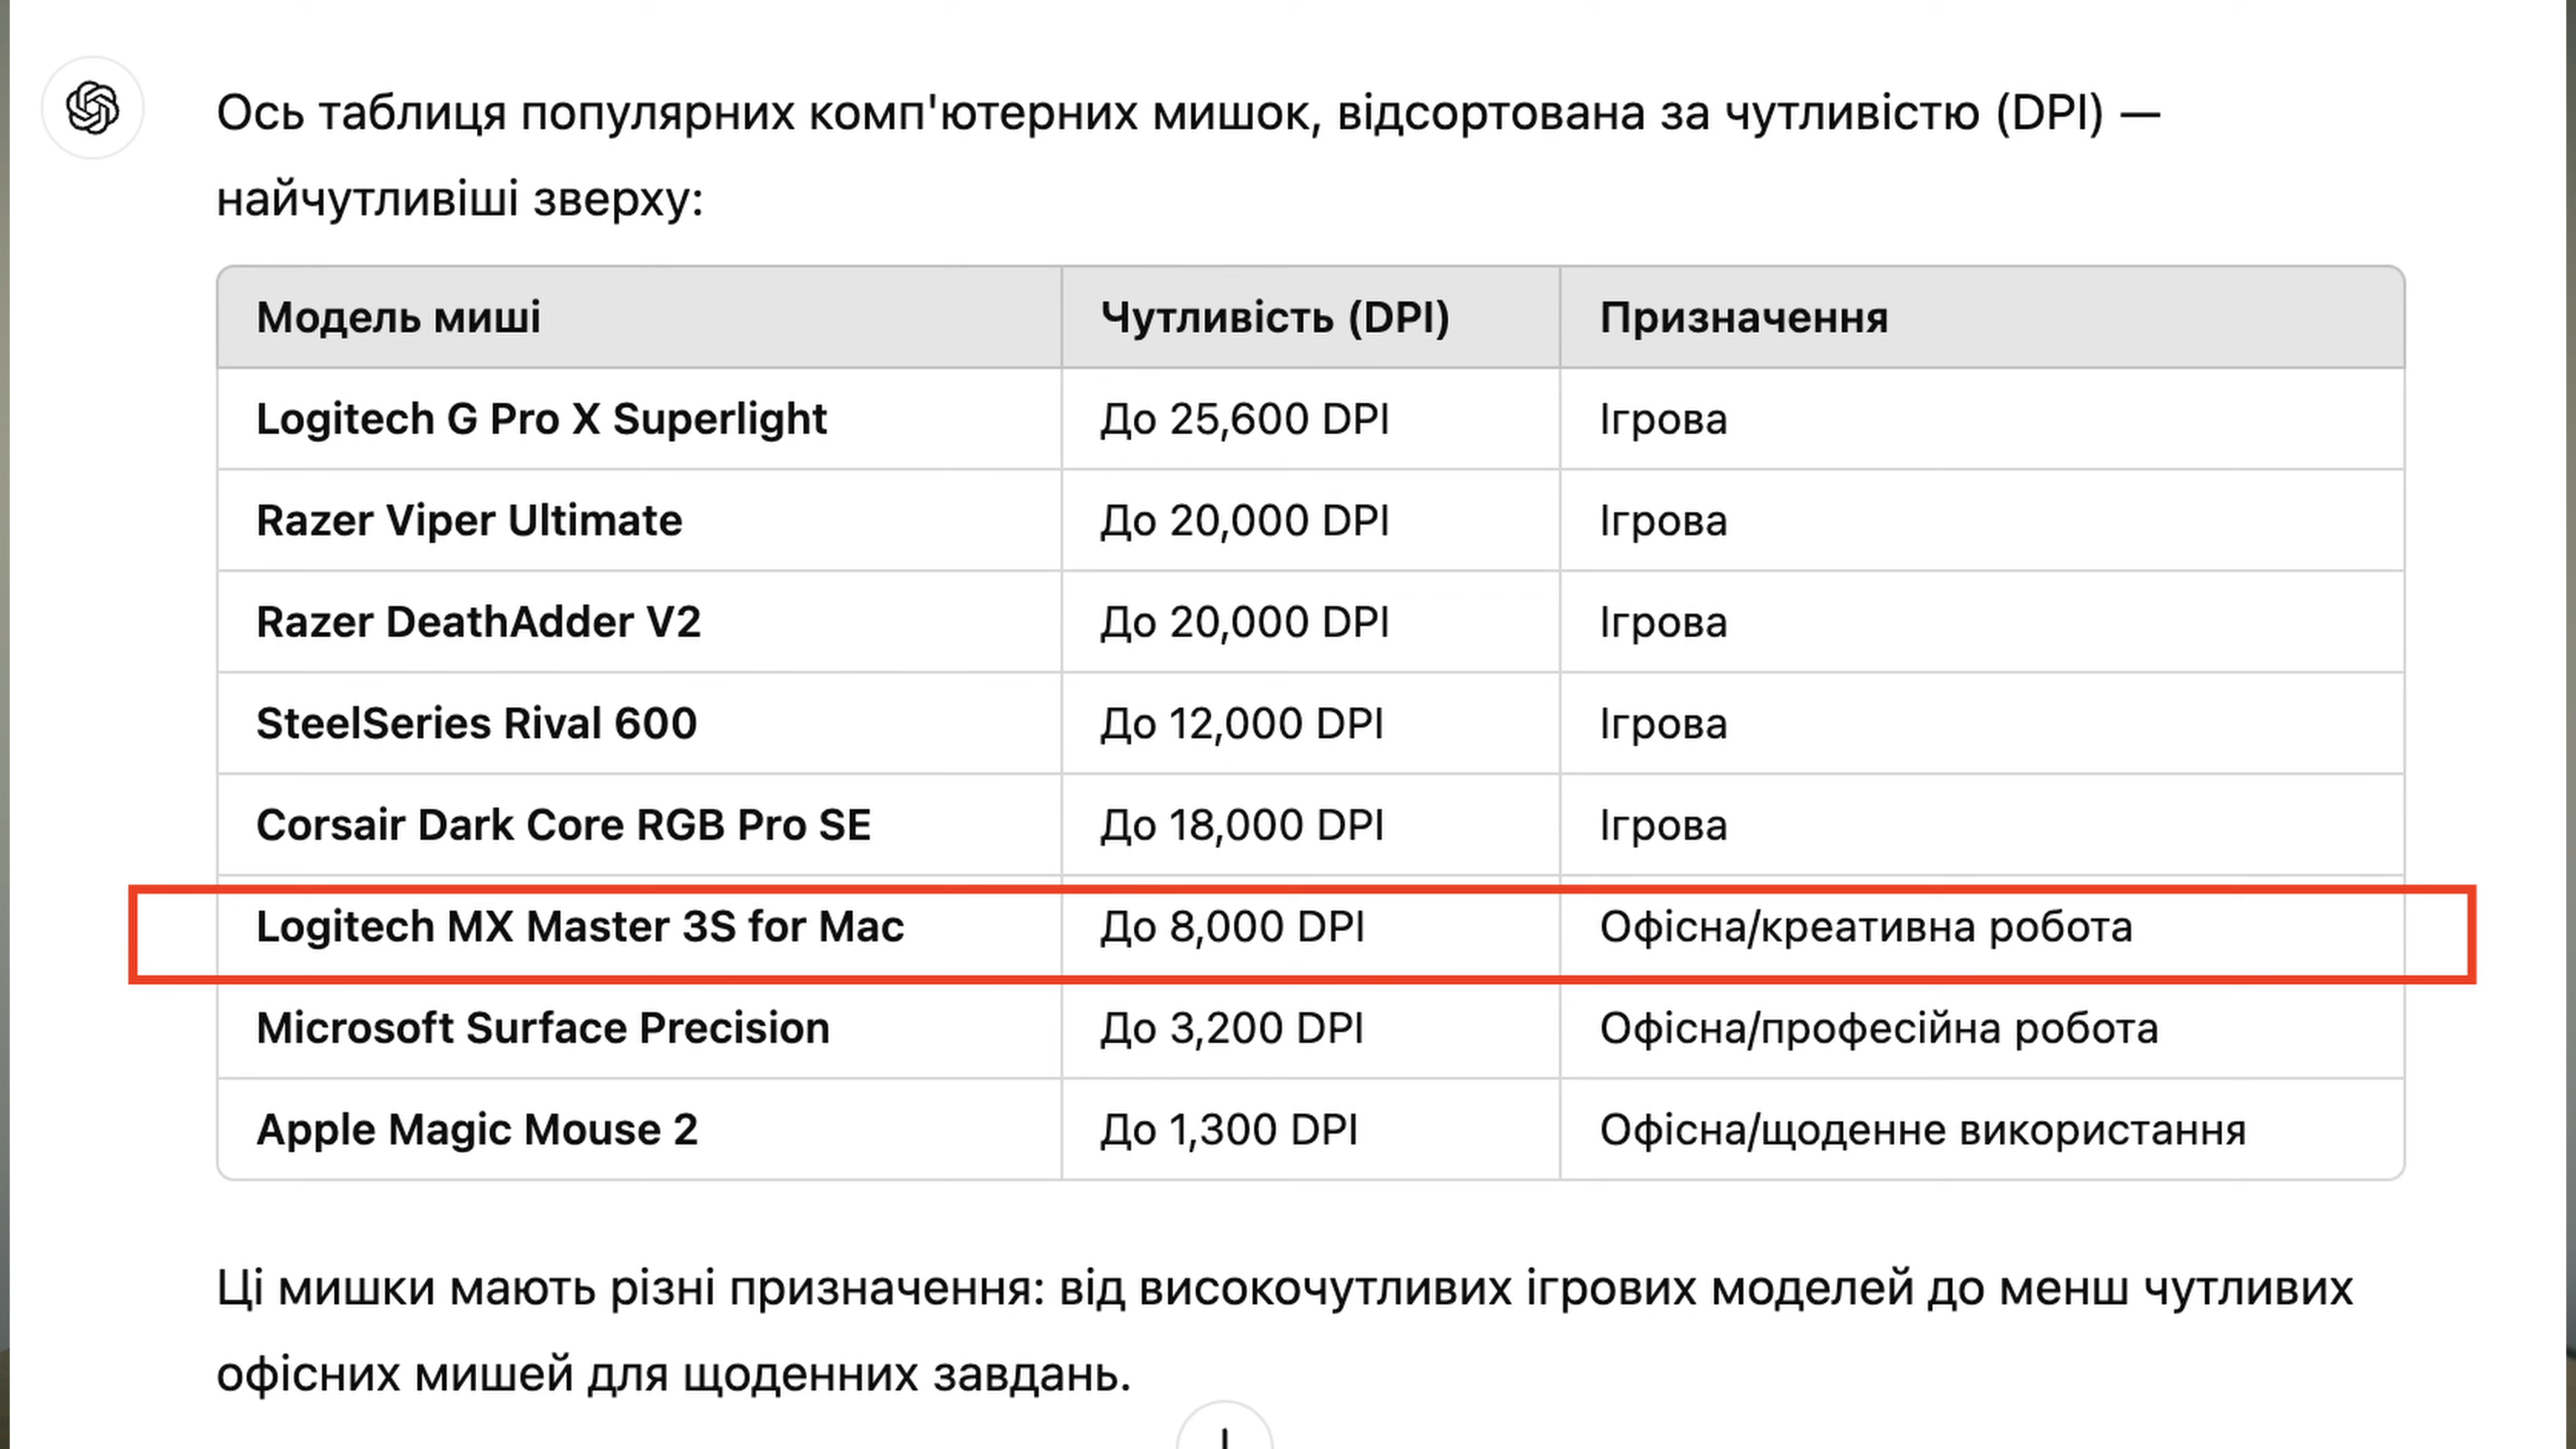 Ось таблиця популярних комп'ютерних мишок, відсортована за чутливістю (DPI) —
найчутливіші зверху:
Модель миші Чутливість (DPI) Призначення
Logitech G Pro X Superlight До 25,600 DPI Ігрова
Razer Viper Ultimate До 20,000 DPI Ігрова
Razer DeathAdder V2 До 20,000 DPI Ігрова
SteelSeries Rival 600 До 12,000 DPI Ігрова
Corsair Dark Core RGB Pro SE До 18,000 DPI Ігрова
Logitech MX Master 3S for Mac До 8,000 DPI Офісна/креативна робота
Microsoft Surface Precision До 3,200 DPI Офісна/професійна робота
Apple Magic Mouse 2 До 1,300 DPI Офісна/щоденне використання
Ці мишки мають різні призначення: від високочутливих ігрових моделей до менш чутливих
офісних мишей для щоденних завдань.